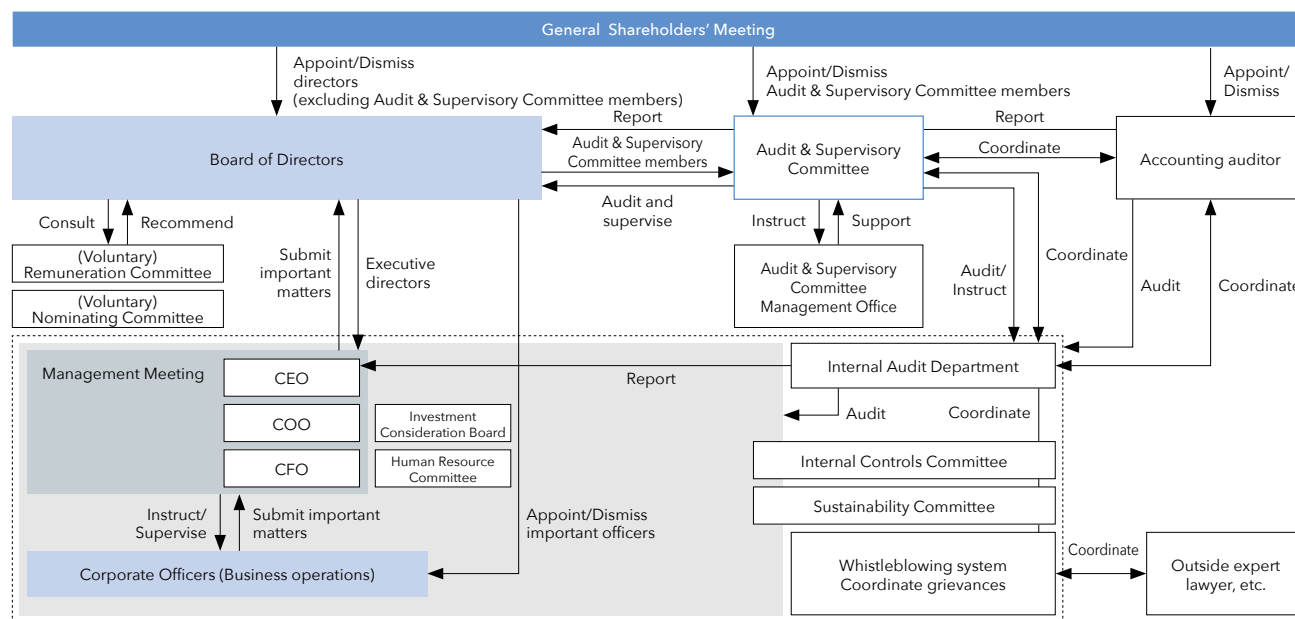 General Shareholders' Meeting
Appoint/Dismiss
directors
(excluding Audit & Supervisory Committee members)
Appoint/Dismiss
Audit & Supervisory Committee members
Appoint/
Dismiss
Board of Directors
Report
Audit & Supervisory
Committee members
Audit and
supervise
Audit & Supervisory
Committee
Report
Coordinate
Accounting auditor
Consult
Recommend
(Voluntary)
Remuneration Committee
(Voluntary)
Nominating Committee
Submit
important
matters
Executive
directors
Instruct
Support
Audit & Supervisory
Committee
Management Office
Audit/
Instruct
Coordinate
Audit
Coordinate
Management Meeting
CEO
COO
CFO
Investment
Consideration Board
Human Resource
Committee
Report
Internal Audit Department
Audit
Coordinate
Internal Controls Committee
Sustainability Committee
Instruct/
Supervise
Submit important
matters
Appoint/Dismiss
important officers
Corporate Officers (Business operations)
Whistleblowing system
Coordinate grievances
Coordinate
Outside expert
lawyer, etc.